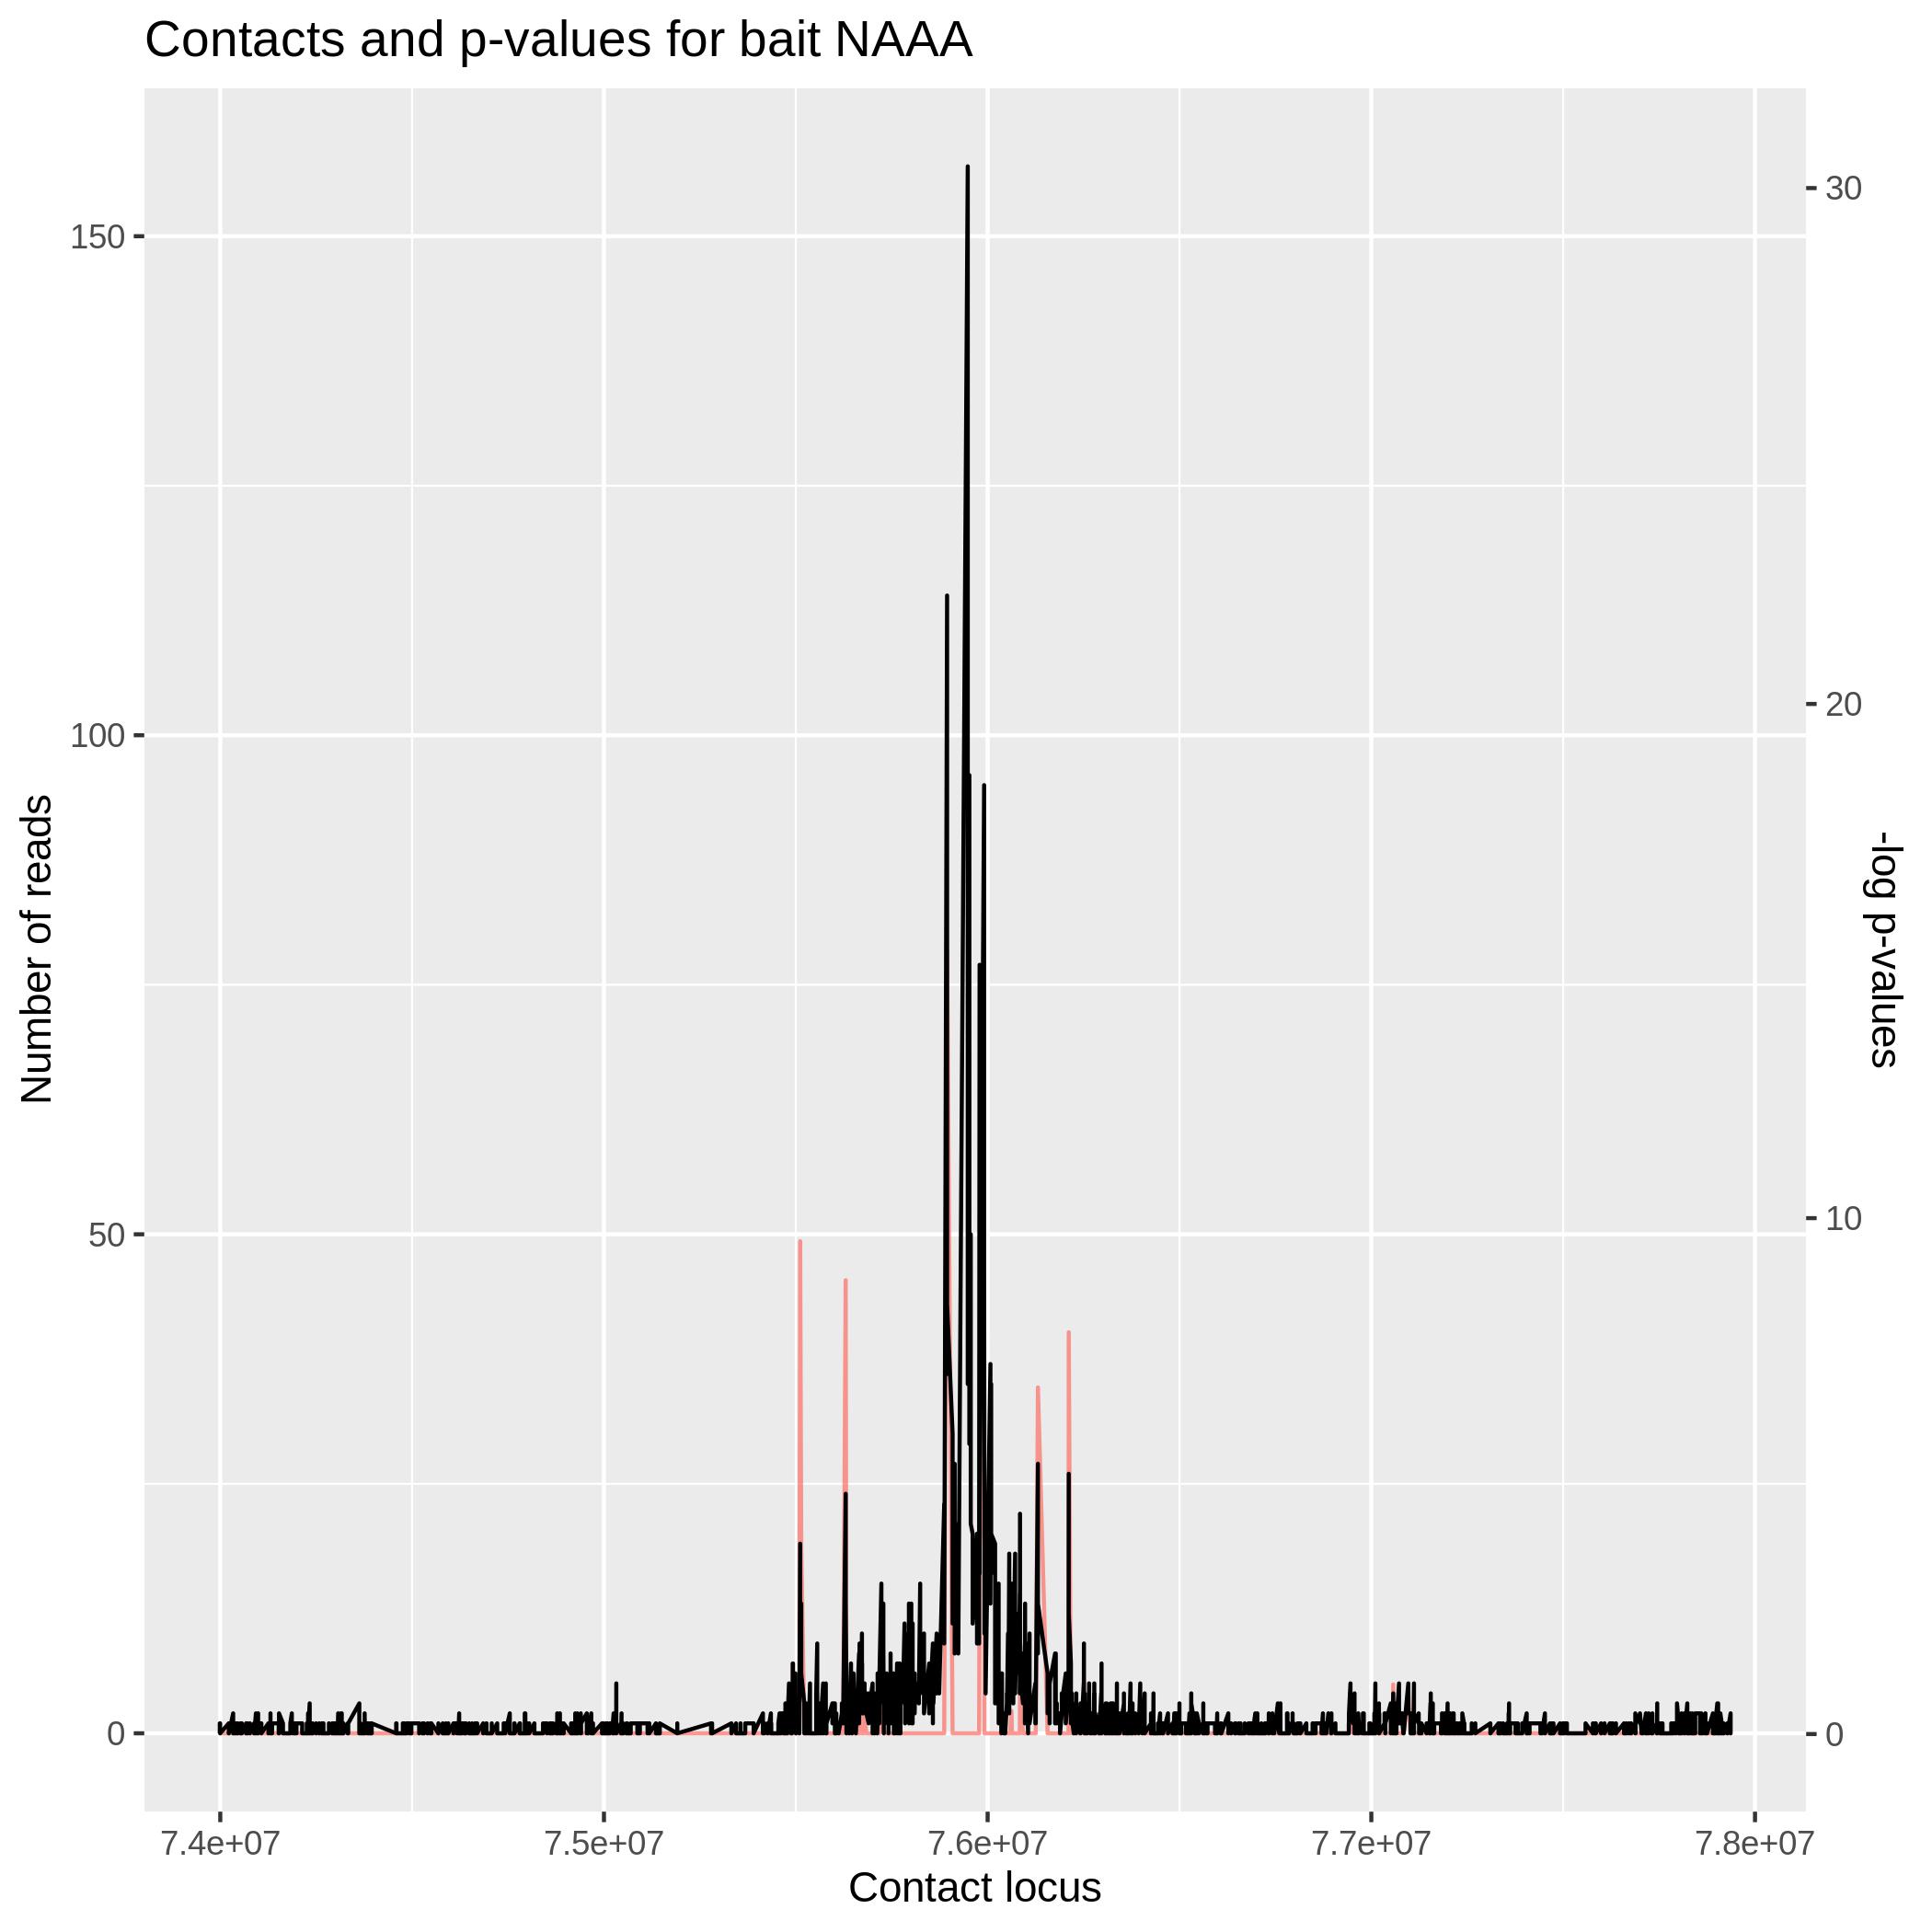 Contacts and p-values for bait NAAA
150
100
50
0
30
20
10
0
Number of reads
-log p-values
7.4e+07 7.5e+07 7.6e+07 7.7e+07 7.8e+07
Contact locus